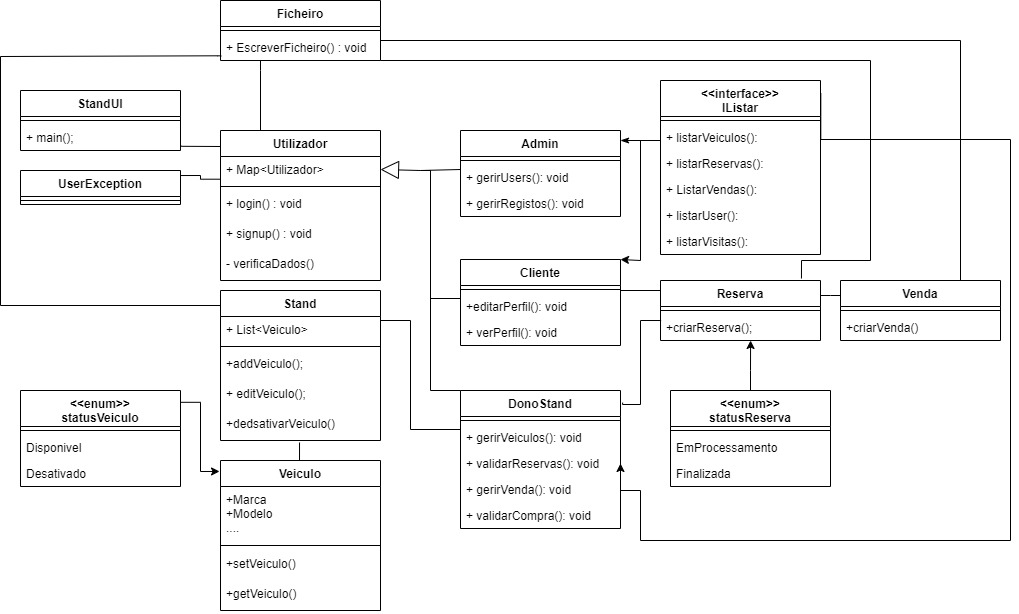 Ficheiro
+ EscreverFicheiro() : void
StandUI
+ main();
UserException
Utilizador
+ Map<Utilizador>
+ login() : void
+ signup() : void
- verificaDados()
Admin
+ gerirUsers(): void
+ gerirRegistos(): void
<<interface>>
IListar
+ listarVeiculos():
+ listarReservas():
+ ListarVendas():
+ listarUser():
+ listarVisitas():
Stand
+ List<Veiculo>
+addVeiculo();
+ editVeiculo();
+dedsativarVeiculo()
Cliente
+editarPerfil(): void
+ verPerfil(): void
Reserva
+criarReserva();
Venda
+criarVenda()
<<enum>>
statusVeiculo
Disponivel
Desativado
Veiculo
+Marca
+Modelo
....
+setVeiculo()
+getVeiculo()
DonoStand
+ gerirVeiculos(): void
+ validarReservas(): void
+ gerirVenda(): void
+ validarCompra(): void
<<enum>>
statusReserva
EmProcessamento
Finalizada